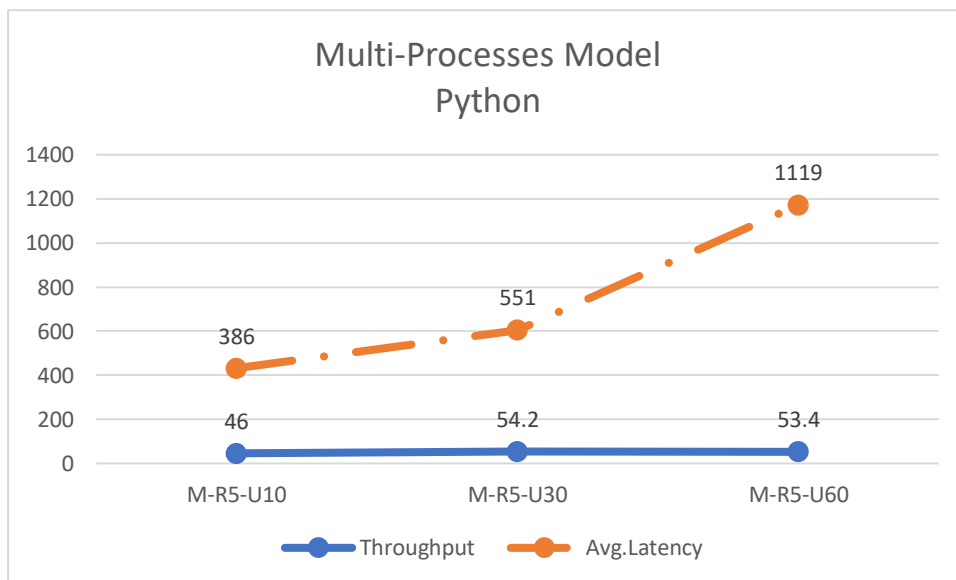 Multi-Processes Model
Python
1400
1200
1000
800
600
400
200
0
386
551
1119
46
54.2
53.4
M-R5-U10
M-R5-U30
M-R5-U60
Throughput
Avg.Latency